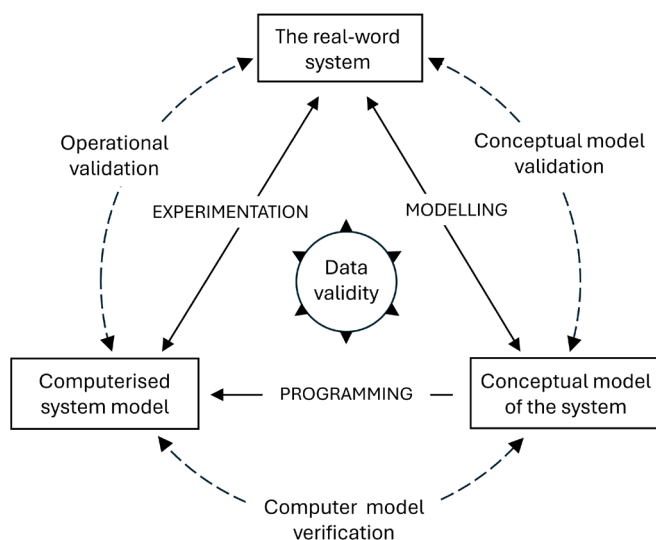 The real-word
system
Operational
validation
Conceptual model
validation
EXPERIMENTATION
MODELLING
Data
validity
Computerised
system model
PROGRAMMING
Conceptual model
of the system
Computer model
verification